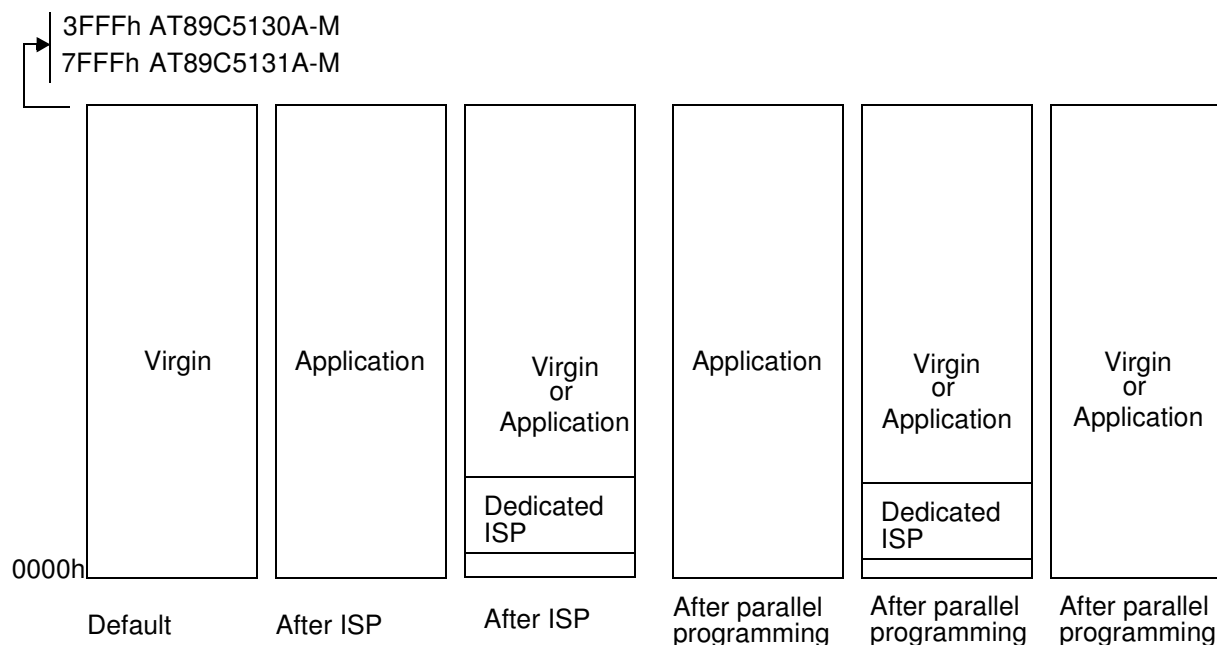 3FFFh AT89C5130A-M
7FFFh AT89C5131A-M
Virgin
Application
Virgin
or
Application
Dedicated
ISP
Application
Virgin
or
Application
Dedicated
ISP
Virgin
or
Application
0000h
Default
After ISP
After ISP
After parallel
programming
After parallel
programming
After parallel
programming